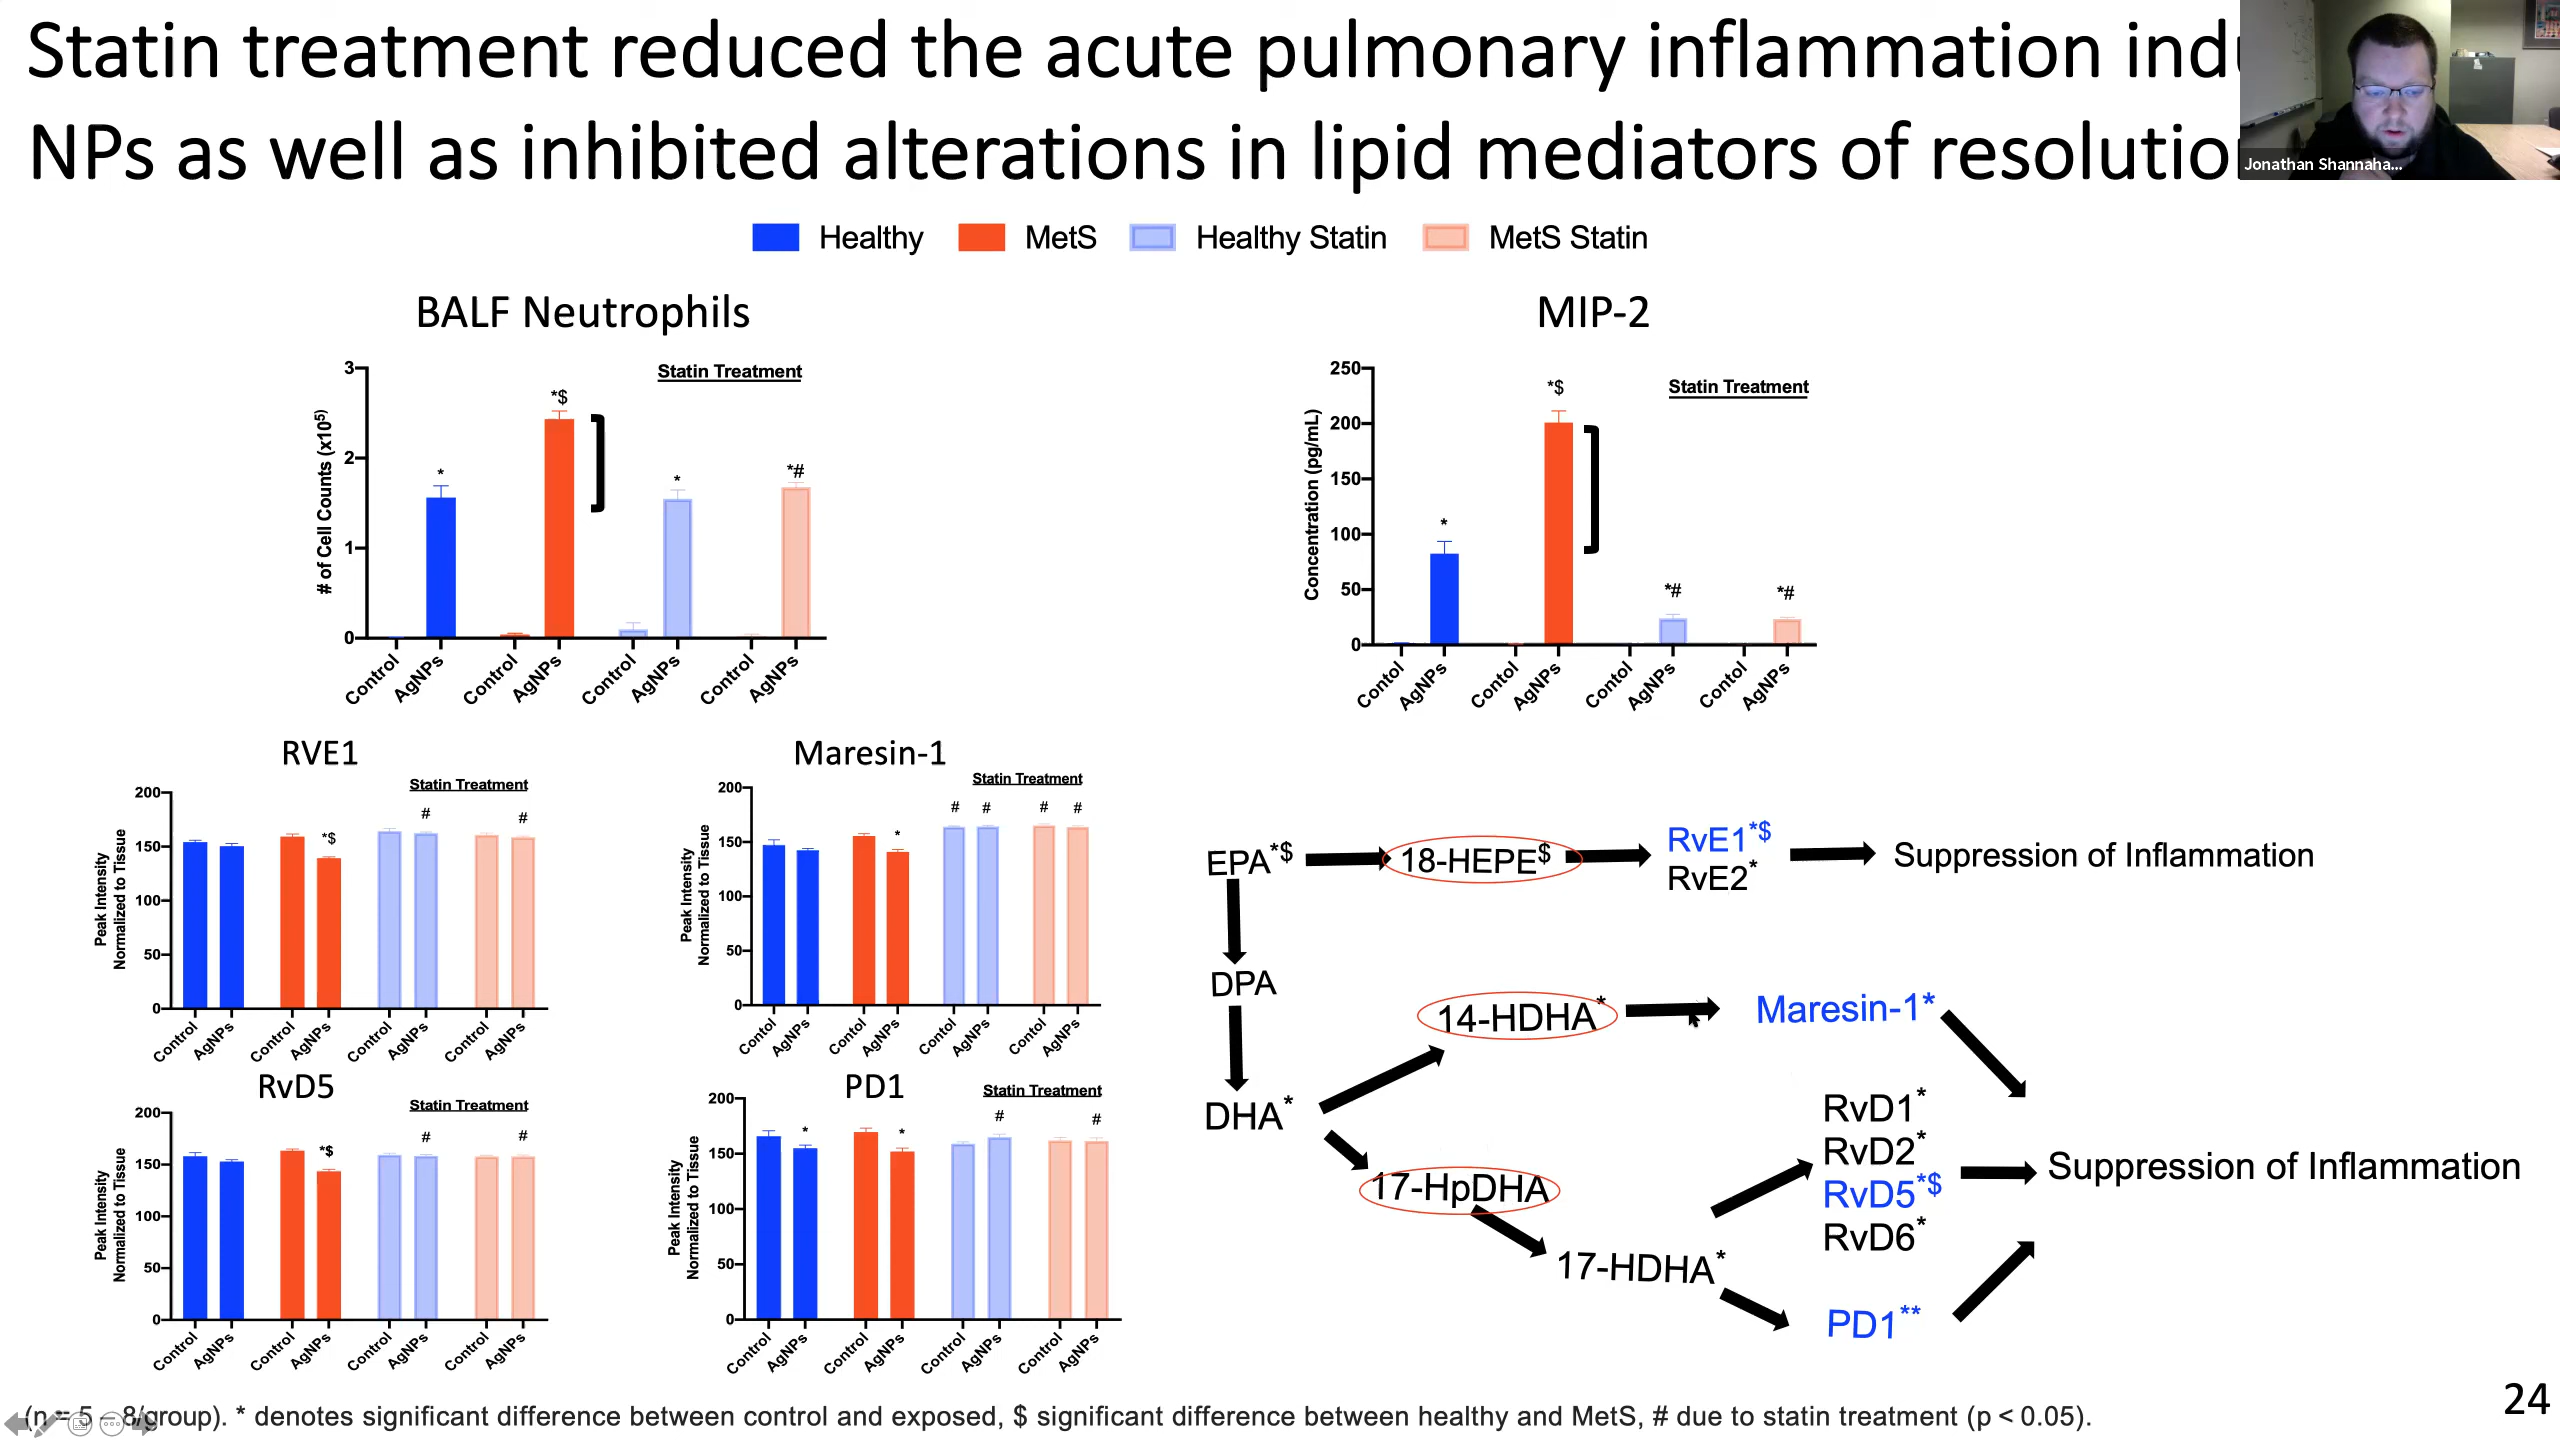 Statin treatment reduced the acute pulmonary inflammation
NPs as well as inhibited alterations in lipid mediators of
Jonathan Shannaha...
Healthy MetS Healthy Statin MetS Statin
BALF Neutrophils
Statin Treatment
# of Cell Counts (x10⁵)
3
2
1
0
*
*$
*
*#
Control AgNPs Control AgNPs Control AgNPs Control AgNPs
MIP-2
Statin Treatment
Concentration (pg/mL)
250
200
150
100
50
0
*
*$
*#
*#
Contol AgNPs Contol AgNPs Contol AgNPs Contol AgNPs
RVE1
Statin Treatment
Peak Intensity
Normalized to Tissue
200
150
100
50
0
*$
#
#
Control AgNPs Control AgNPs Control AgNPs Control AgNPs
Maresin-1
Statin Treatment
Peak Intensity
Normalized to Tissue
200
150
100
50
0
*
# # # #
Contol AgNPs Control AgNPs Contol AgNPs Contol AgNPs
RvD5
Statin Treatment
Peak Intensity
Normalized to Tissue
200
150
100
50
0
*$
#
#
Control AgNPs Control AgNPs Control AgNPs Control AgNPs
PD1
Statin Treatment
Peak Intensity
Normalized to Tissue
200
150
100
50
0
*
*
#
#
Control AgNPs Control AgNPs Control AgNPs Control AgNPs
EPA*$ 18-HEPE$ RvE1*$
RvE2*
Suppression of Inflammation
DPA
14-HDHA* Maresin-1*
DHA*
RvD1*
RvD2*
RvD5*$
RvD6*
Suppression of Inflammation
17-HpDHA
17-HDHA*
PD1**
24
(n = 5 – 8/group). * denotes significant difference between control and exposed, $ significant difference between healthy and MetS, # due to statin treatment (p < 0.05).